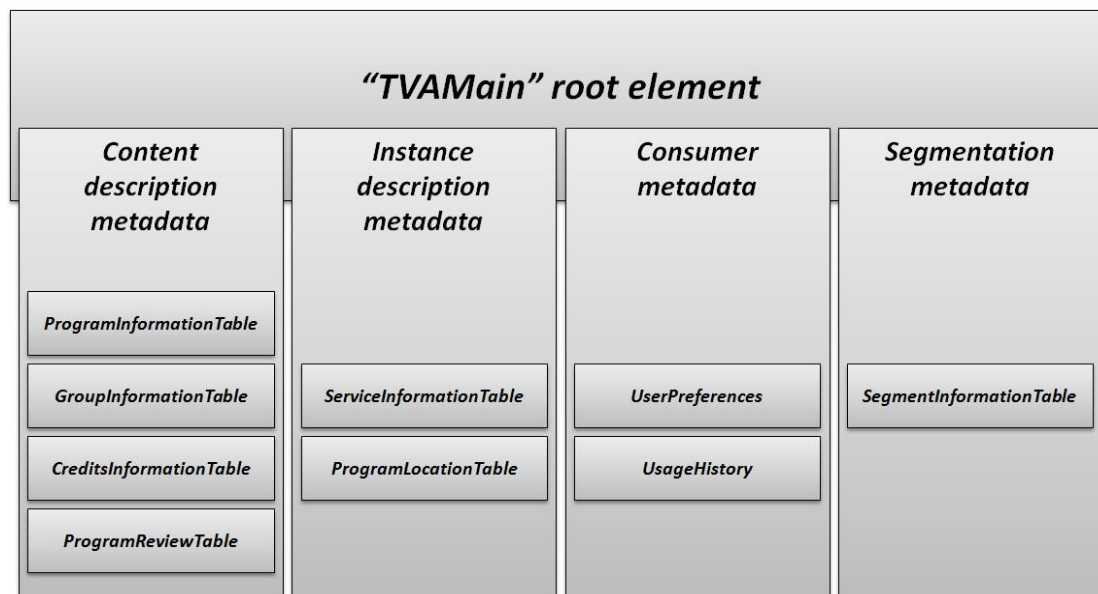 “TVAMain” root element
Content
description
metadata
ProgramInformationTable
GroupInformationTable
CreditsInformationTable
ProgramReviewTable
Instance
description
metadata
ServiceInformationTable
ProgramLocationTable
Consumer
metadata
UserPreferences
UsageHistory
Segmentation
metadata
SegmentInformationTable